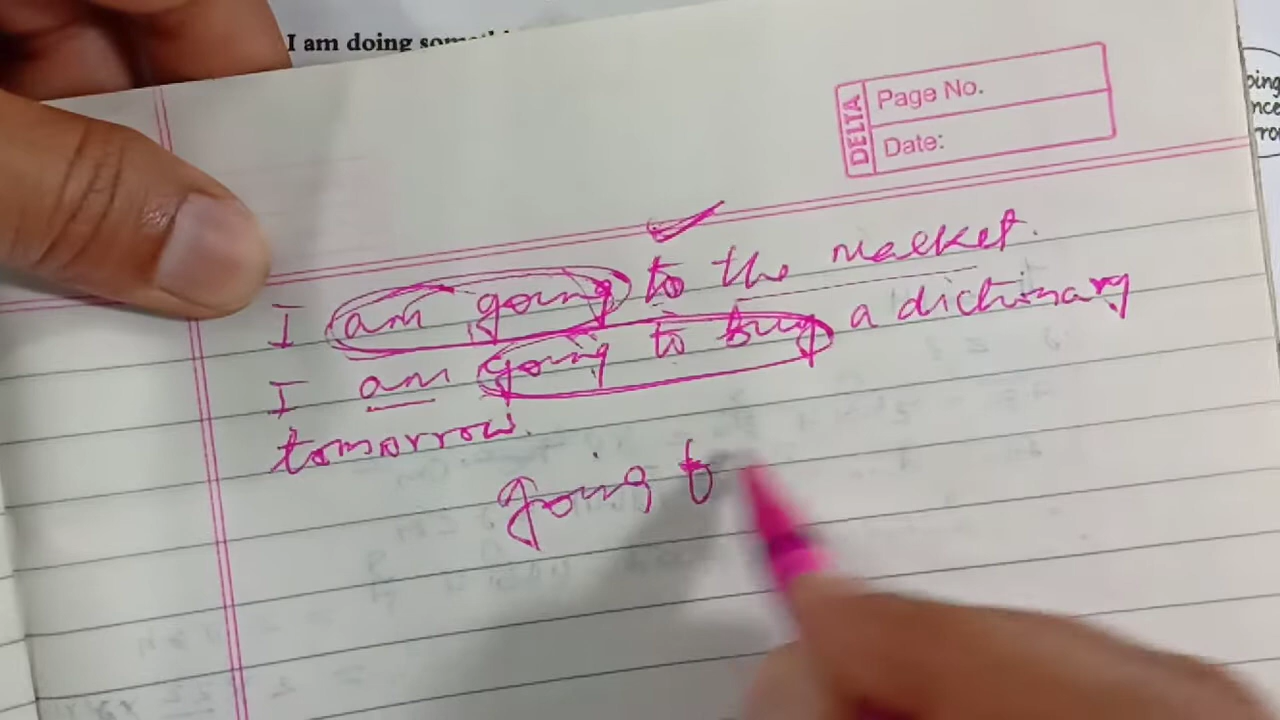 I am doing
DELTA
Page No.
Date:
I am going to the market.
I am going to buy a dictionary
tomorrow.
going to